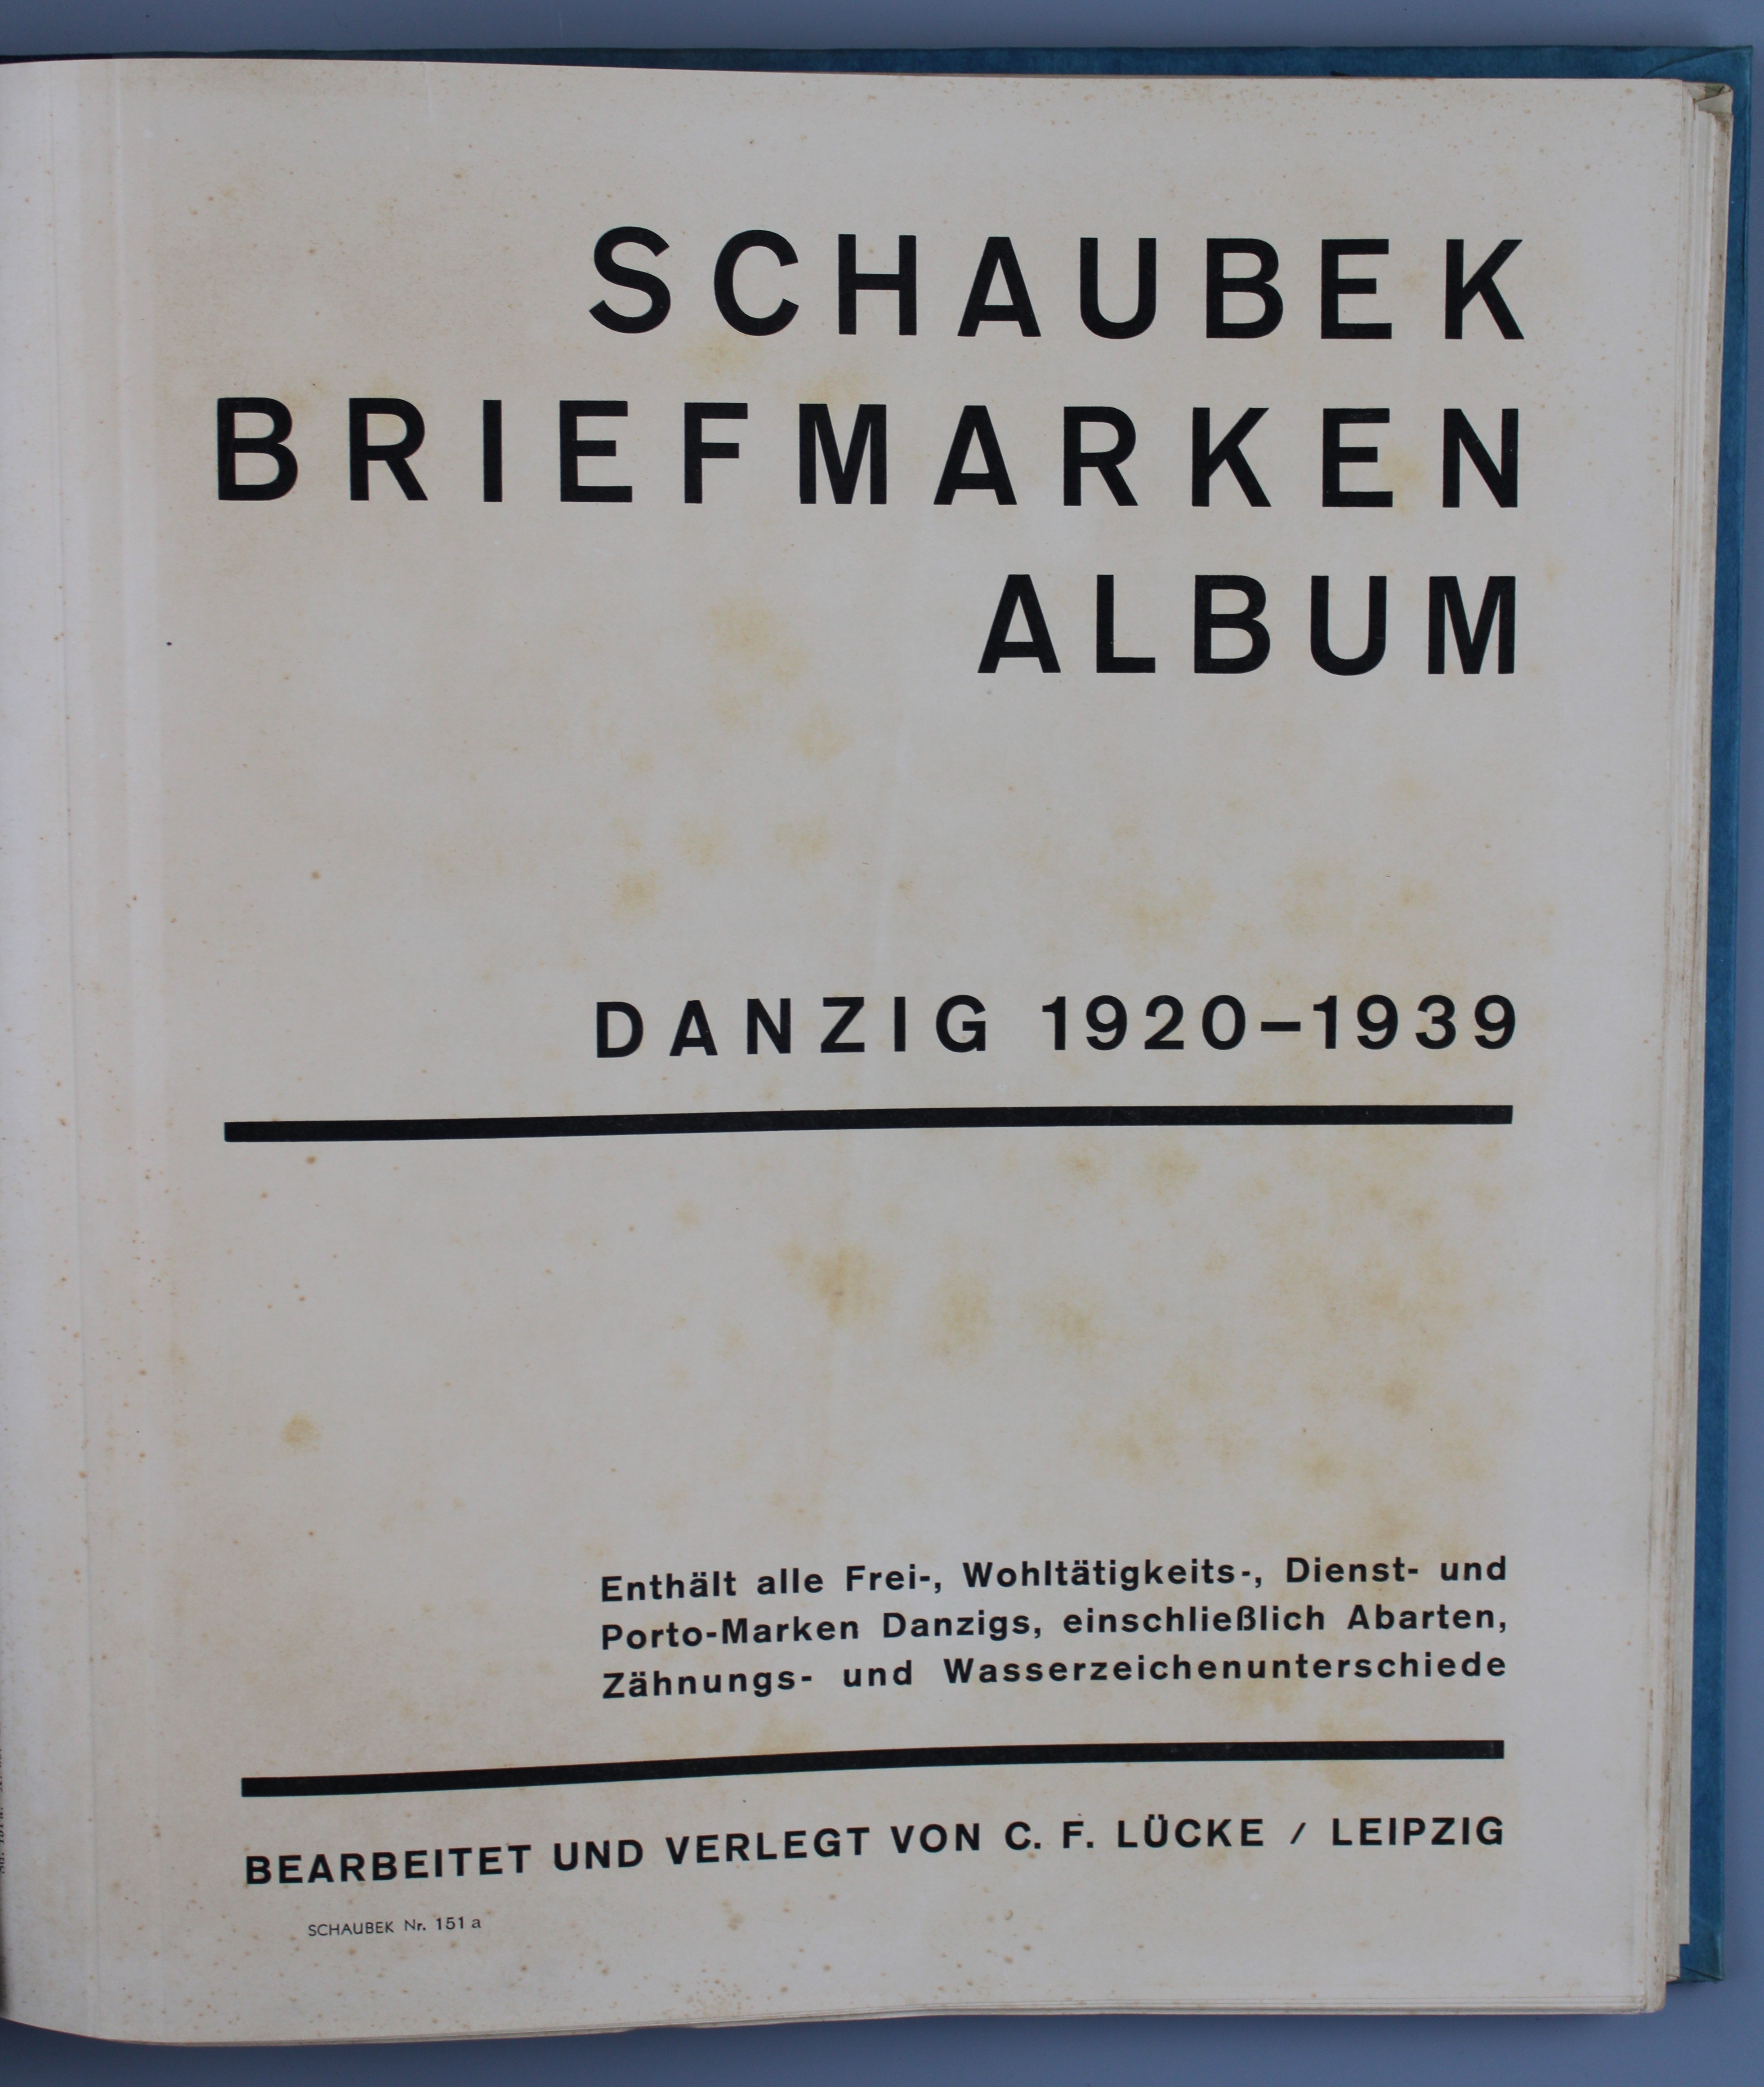 SCHAUBEK
BRIEFMARKEN
ALBUM
DANZIG 1920–1939
Enthält alle Frei-, Wohltätigkeits-, Dienst- und
Porto-Marken Danzigs, einschließlich Abarten,
Zähnungs- und Wasserzeichenunterschiede
BEARBEITET UND VERLEGT VON C. F. LÜCKE / LEIPZIG
SCHAUBEK Nr. 151 a